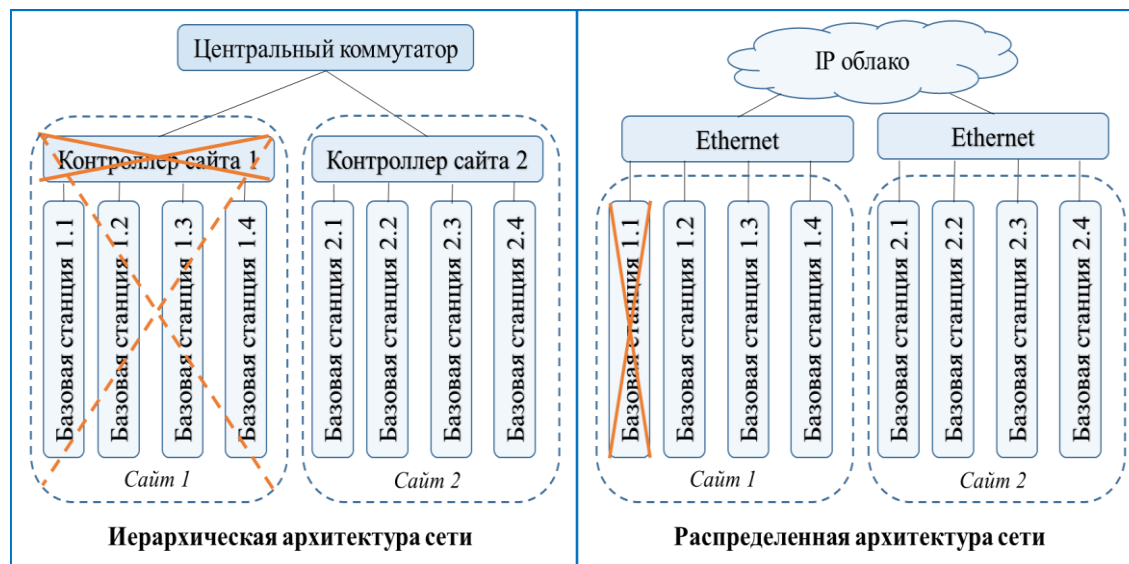 Центральный коммутатор
Контроллер сайта 1
Контроллер сайта 2
Базовая станция 1.1
Базовая станция 1.2
Базовая станция 1.3
Базовая станция 1.4
Базовая станция 2.1
Базовая станция 2.2
Базовая станция 2.3
Базовая станция 2.4
Сайт 1
Сайт 2
Иерархическая архитектура сети
IP облако
Ethernet
Ethernet
Базовая станция 1.1
Базовая станция 1.2
Базовая станция 1.3
Базовая станция 1.4
Базовая станция 2.1
Базовая станция 2.2
Базовая станция 2.3
Базовая станция 2.4
Сайт 1
Сайт 2
Распределенная архитектура сети